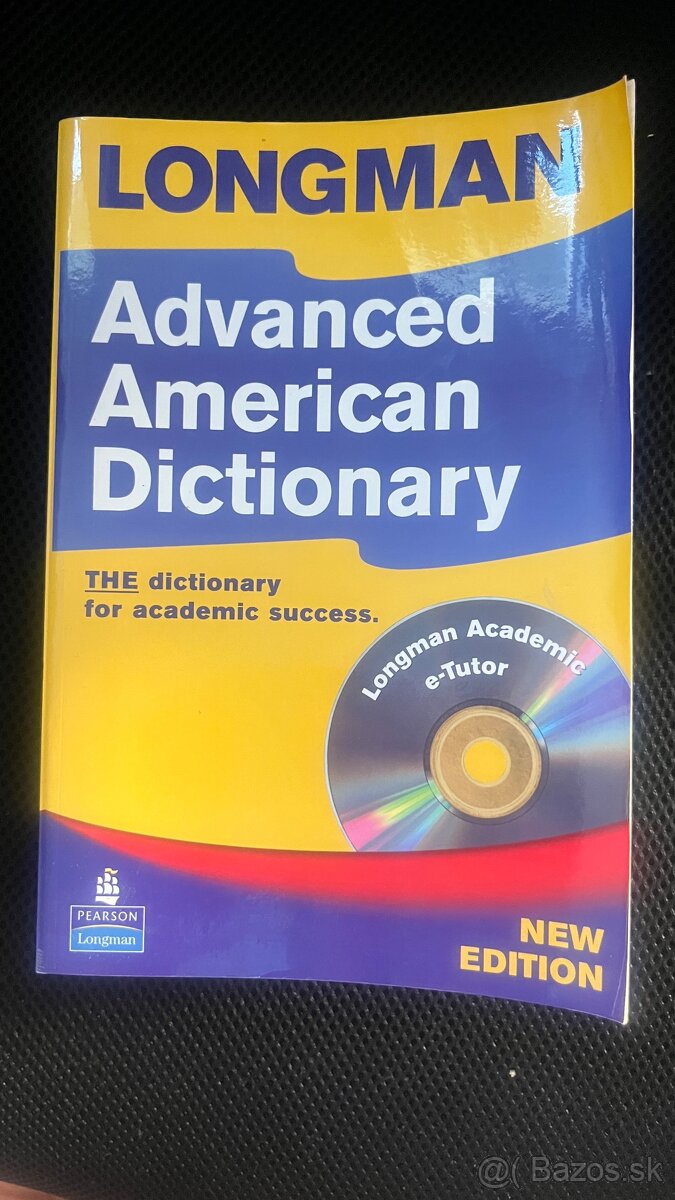 LONGMAN
Advanced
American
Dictionary
THE dictionary
for academic success.
Longman Academic
e-Tutor
PEARSON
Longman
NEW
EDITION
@( Bazos.sk